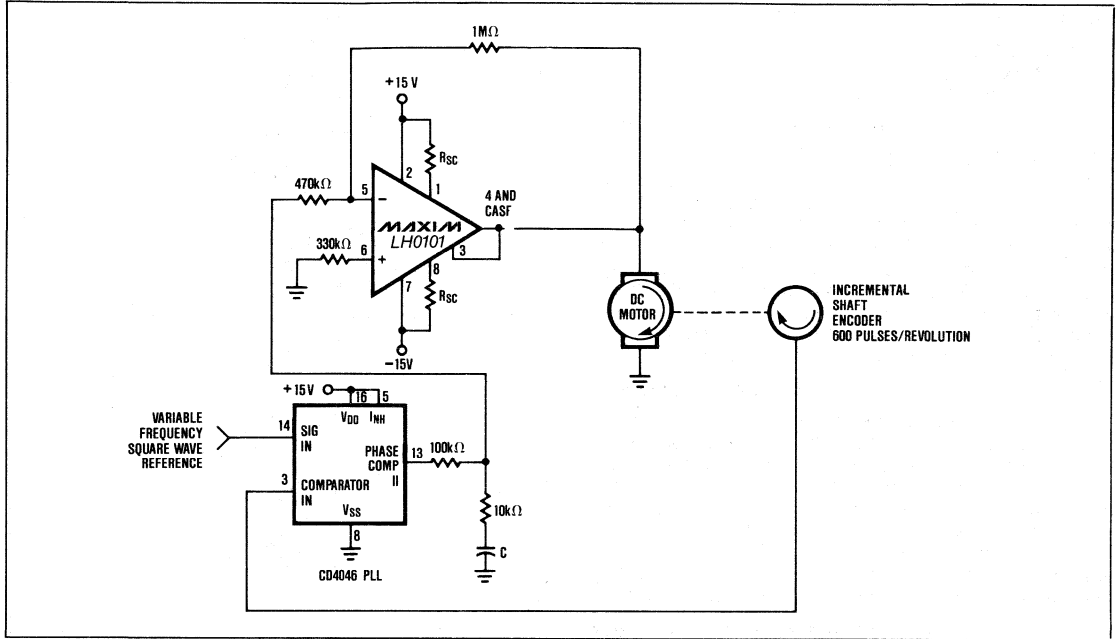 1MΩ
+15 V
RSC
2
1
470kΩ
5
−
4 AND
CASE
MAXIM
LH0101
3
330kΩ
6
+
8
7
RSC
−15V
DC
MOTOR
INCREMENTAL
SHAFT
ENCODER
600 PULSES/REVOLUTION
+15V
16
5
VDD
INH
VARIABLE
FREQUENCY
SQUARE WAVE
REFERENCE
14
SIG
IN
PHASE
COMP
II
13
100kΩ
3
COMPARATOR
IN
VSS
8
10kΩ
C
CD4046 PLL